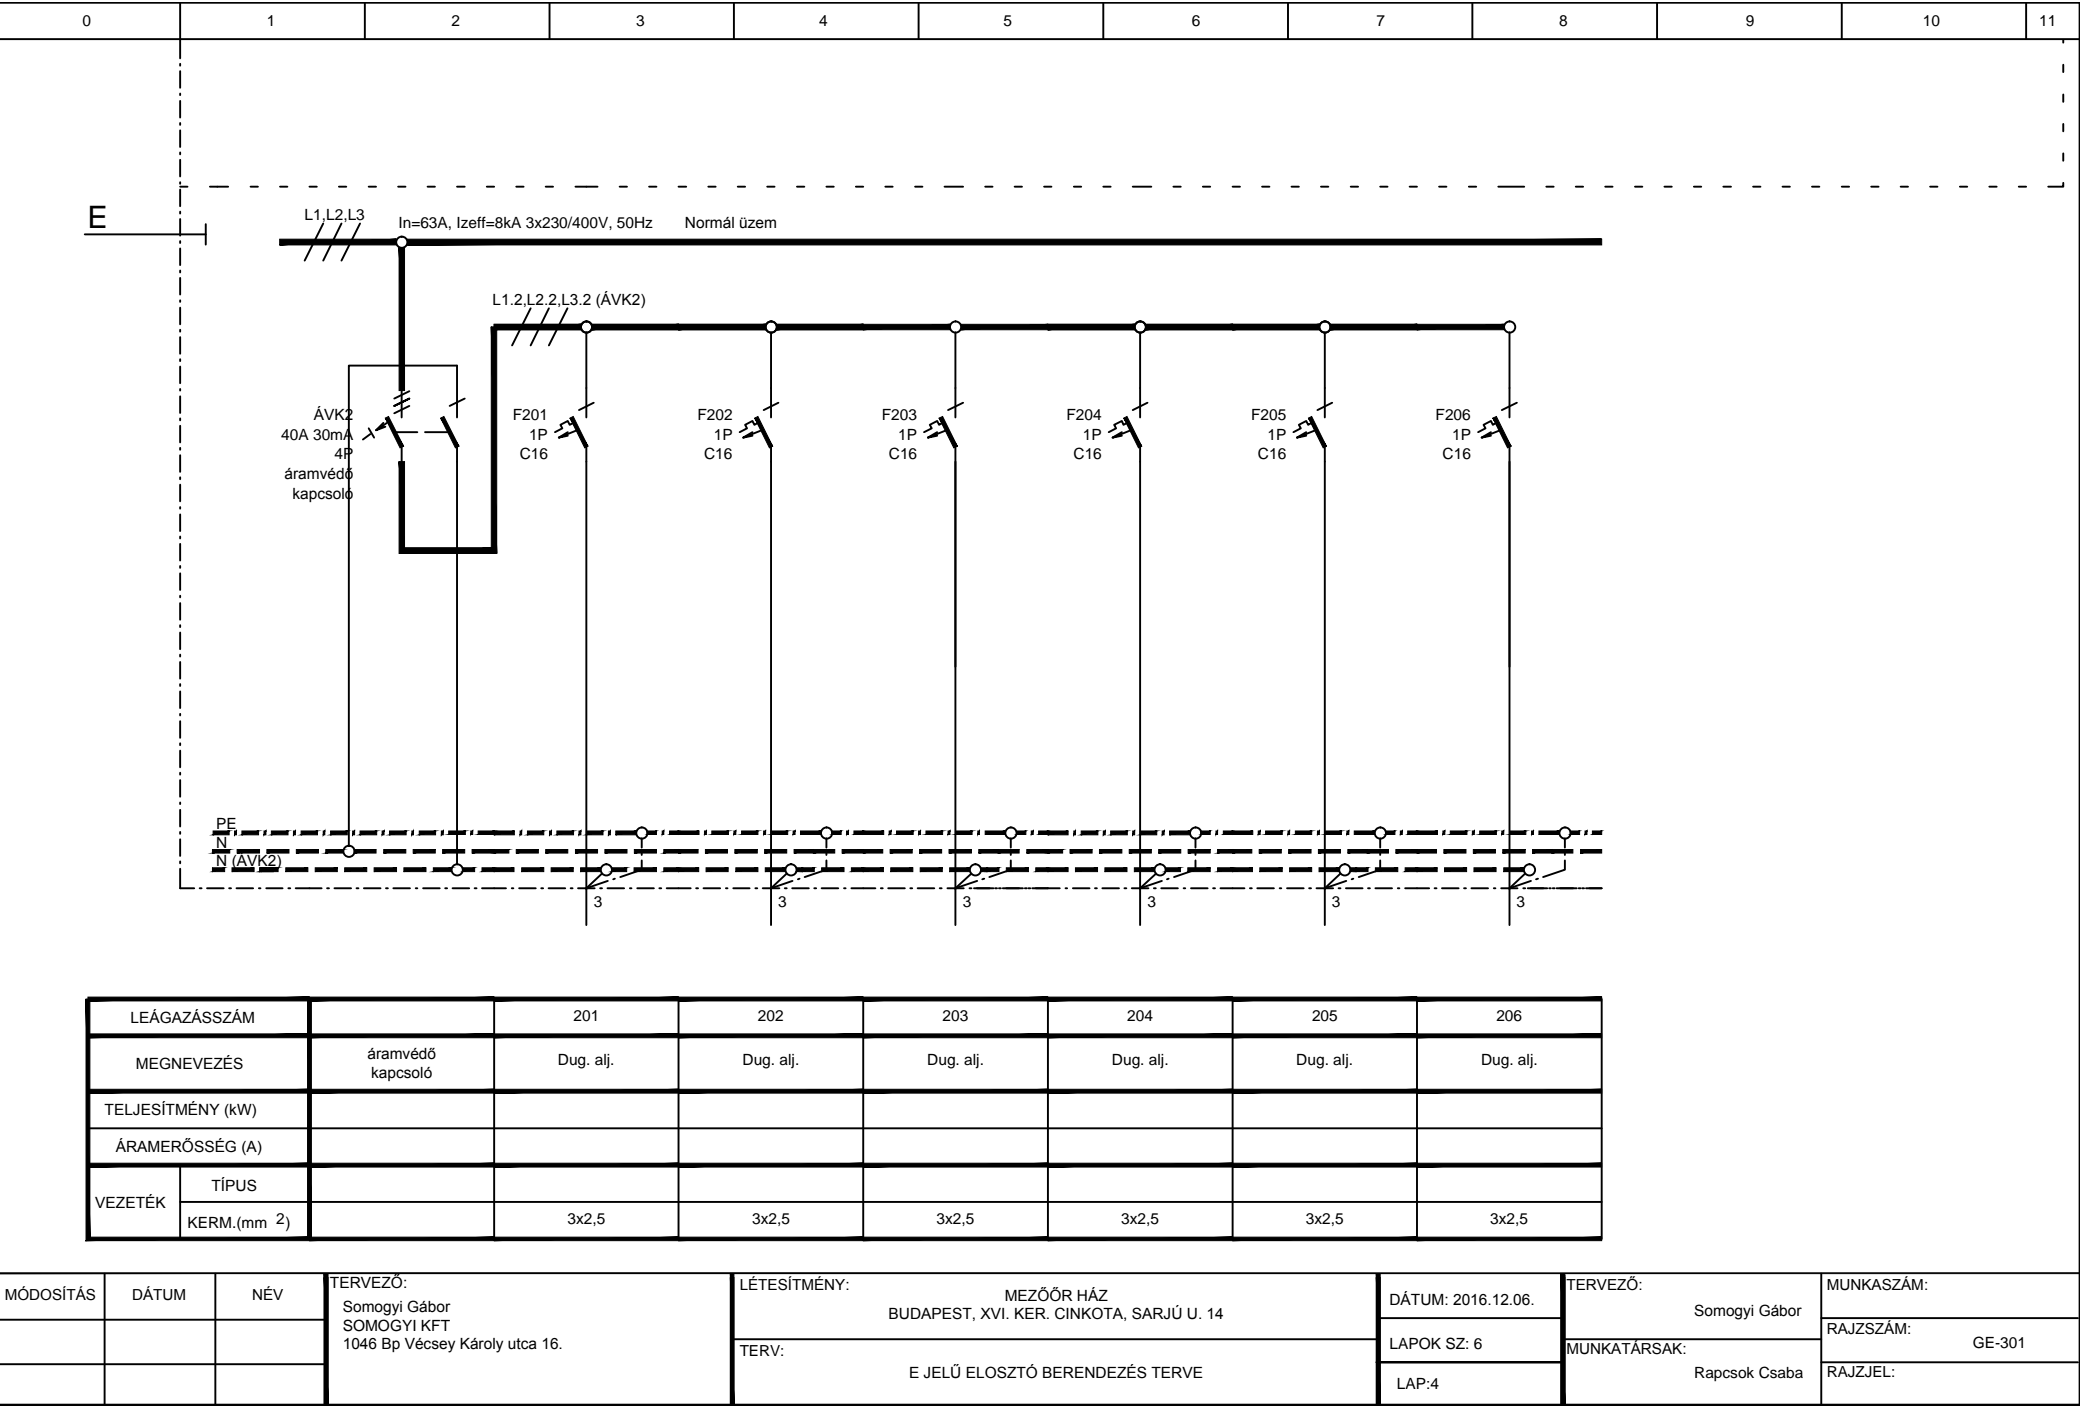 0 1 2 3 4 5 6 7 8 9 10 11
E
L1,L2,L3
In=63A, Izeff=8kA 3x230/400V, 50Hz Normál üzem
L1.2,L2.2,L3.2 (ÁVK2)
ÁVK2
40A 30mA
4P
áramvédő
kapcsoló
F201
1P
C16
F202
1P
C16
F203
1P
C16
F204
1P
C16
F205
1P
C16
F206
1P
C16
PE
N
N (ÁVK2)
3 3 3 3 3 3
LEÁGAZÁSSZÁM 201 202 203 204 205 206
MEGNEVEZÉS áramvédő kapcsoló Dug. alj. Dug. alj. Dug. alj. Dug. alj. Dug. alj. Dug. alj.
TELJESÍTMÉNY (kW)
ÁRAMERŐSSÉG (A)
VEZETÉK
TÍPUS
KERM.(mm 2) 3x2,5 3x2,5 3x2,5 3x2,5 3x2,5 3x2,5
MÓDOSÍTÁS DÁTUM NÉV
TERVEZŐ:
Somogyi Gábor
SOMOGYI KFT
1046 Bp Vécsey Károly utca 16.
LÉTESÍTMÉNY:
MEZŐŐR HÁZ
BUDAPEST, XVI. KER. CINKOTA, SARJÚ U. 14
TERV:
E JELŰ ELOSZTÓ BERENDEZÉS TERVE
DÁTUM: 2016.12.06.
LAPOK SZ: 6
LAP:4
TERVEZŐ:
Somogyi Gábor
MUNKATÁRSAK:
Rapcsok Csaba
MUNKASZÁM:
RAJZSZÁM:
GE-301
RAJZJEL: